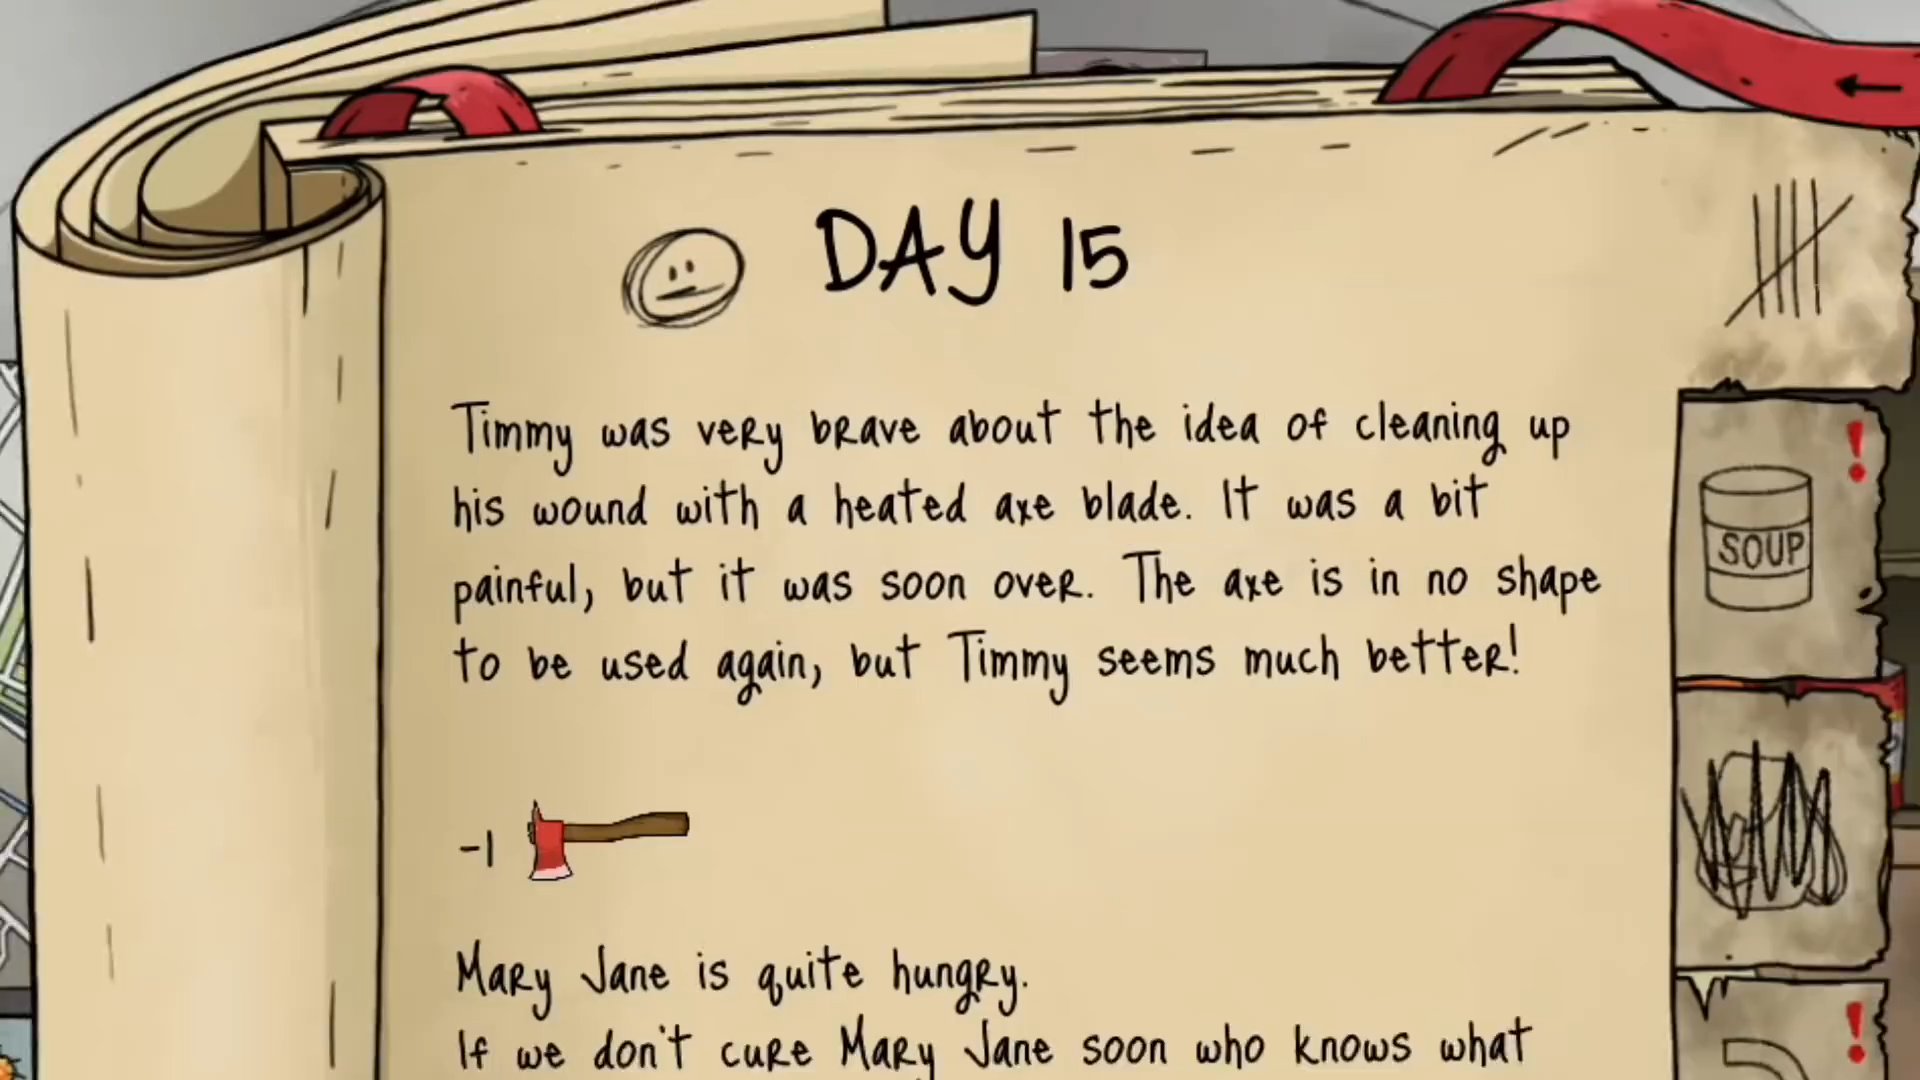 DAY 15
Timmy was very brave about the idea of cleaning up
his wound with a heated axe blade. It was a bit
painful, but it was soon over. The axe is in no shape
to be used again, but Timmy seems much better!
-1
Mary Jane is quite hungry.
If we don't cure Mary Jane soon who knows what
!
SOUP
!